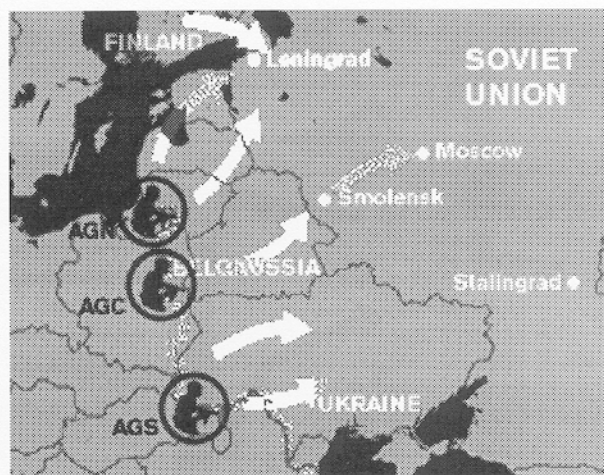 FINLAND
Leningrad
SOVIET
UNION
Moscow
Smolensk
AGN
BELORUSSIA
Stalingrad
AGC
UKRAINE
AGS